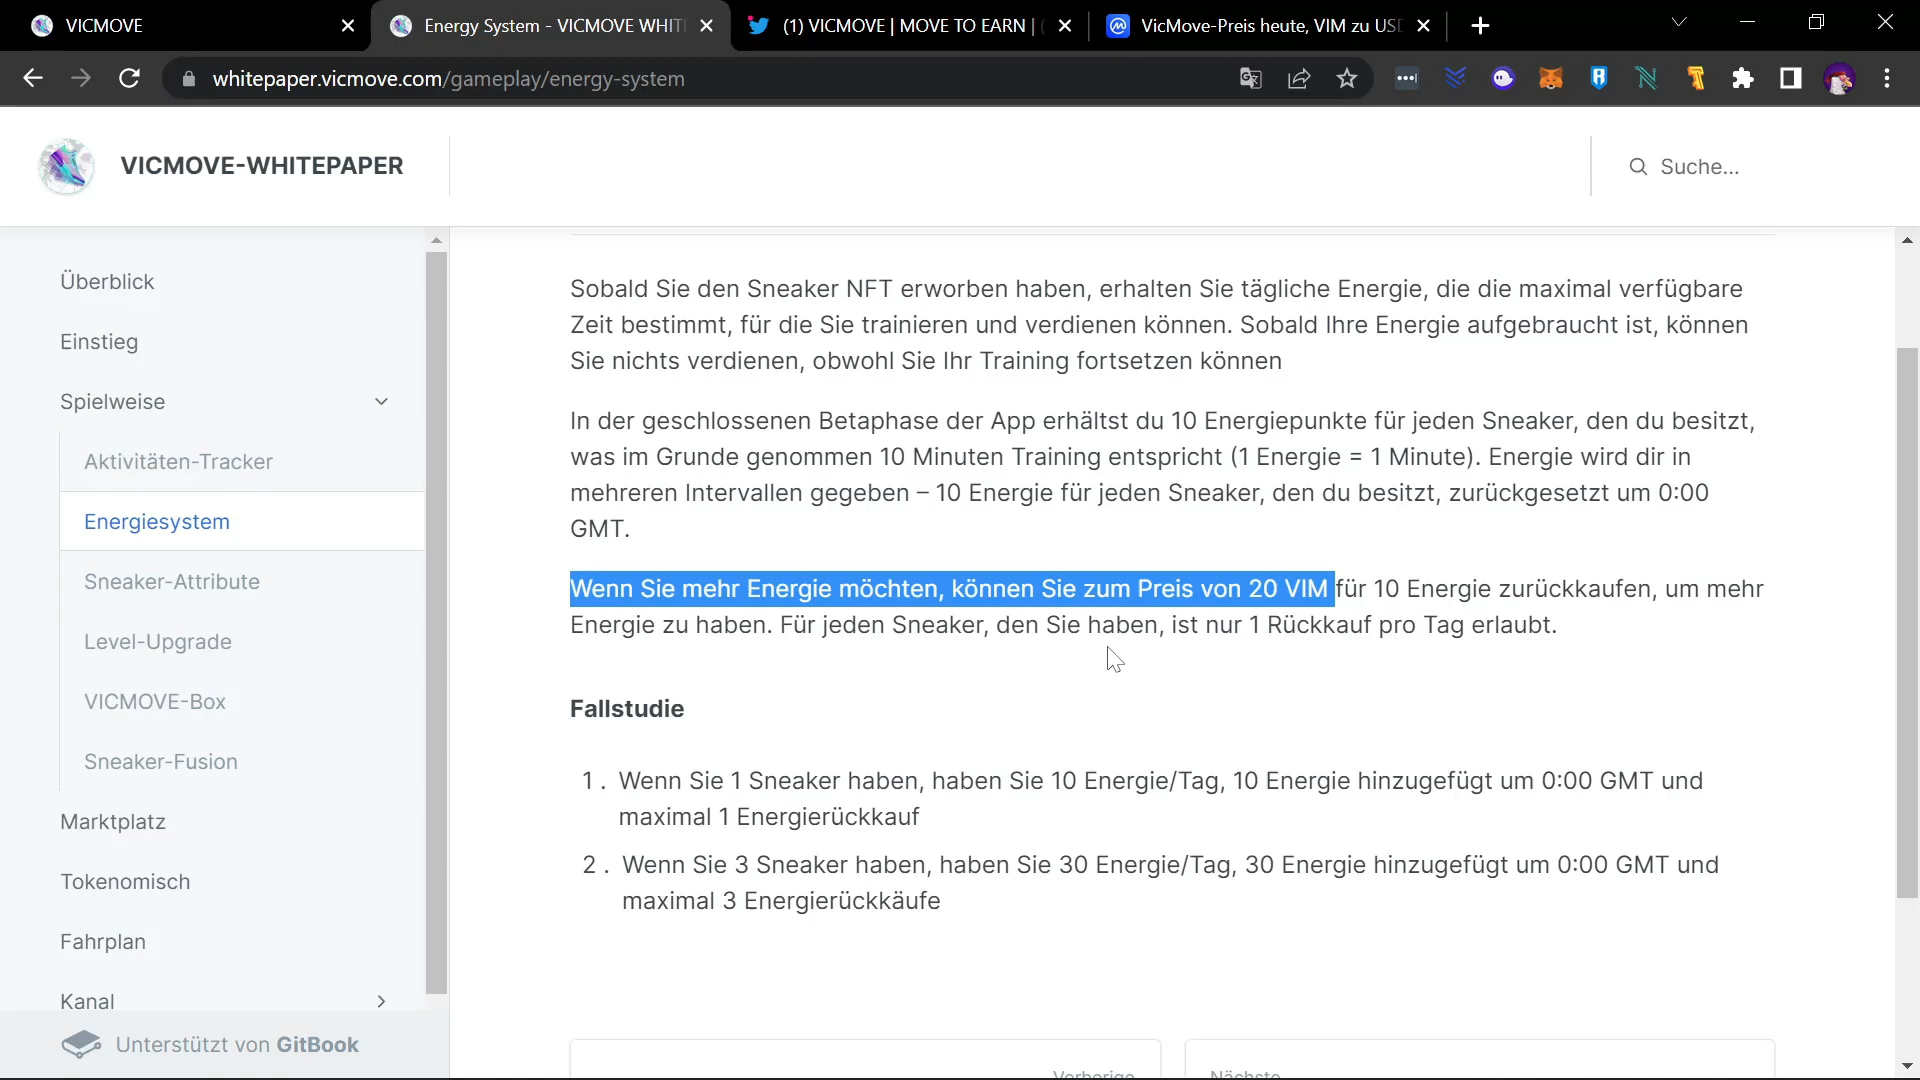 VICMOVE
Energy System - VICMOVE WHIT
(1) VICMOVE | MOVE TO EARN | (
VicMove-Preis heute, VIM zu USD
whitepaper.vicmove.com/gameplay/energy-system
VICMOVE-WHITEPAPER
Suche...
Überblick
Einstieg
Spielweise
Aktivitäten-Tracker
Energiesystem
Sneaker-Attribute
Level-Upgrade
VICMOVE-Box
Sneaker-Fusion
Marktplatz
Tokenomisch
Fahrplan
Kanal
Unterstützt von GitBook
Sobald Sie den Sneaker NFT erworben haben, erhalten Sie tägliche Energie, die die maximal verfügbare
Zeit bestimmt, für die Sie trainieren und verdienen können. Sobald Ihre Energie aufgebraucht ist, können
Sie nichts verdienen, obwohl Sie Ihr Training fortsetzen können
In der geschlossenen Betaphase der App erhältst du 10 Energiepunkte für jeden Sneaker, den du besitzt,
was im Grunde genommen 10 Minuten Training entspricht (1 Energie = 1 Minute). Energie wird dir in
mehreren Intervallen gegeben – 10 Energie für jeden Sneaker, den du besitzt, zurückgesetzt um 0:00
GMT.
Wenn Sie mehr Energie möchten, können Sie zum Preis von 20 VIM für 10 Energie zurückkaufen, um mehr
Energie zu haben. Für jeden Sneaker, den Sie haben, ist nur 1 Rückkauf pro Tag erlaubt.
Fallstudie
1. Wenn Sie 1 Sneaker haben, haben Sie 10 Energie/Tag, 10 Energie hinzugefügt um 0:00 GMT und
maximal 1 Energierückkauf
2. Wenn Sie 3 Sneaker haben, haben Sie 30 Energie/Tag, 30 Energie hinzugefügt um 0:00 GMT und
maximal 3 Energierückkäufe
Vorherige
Nächste